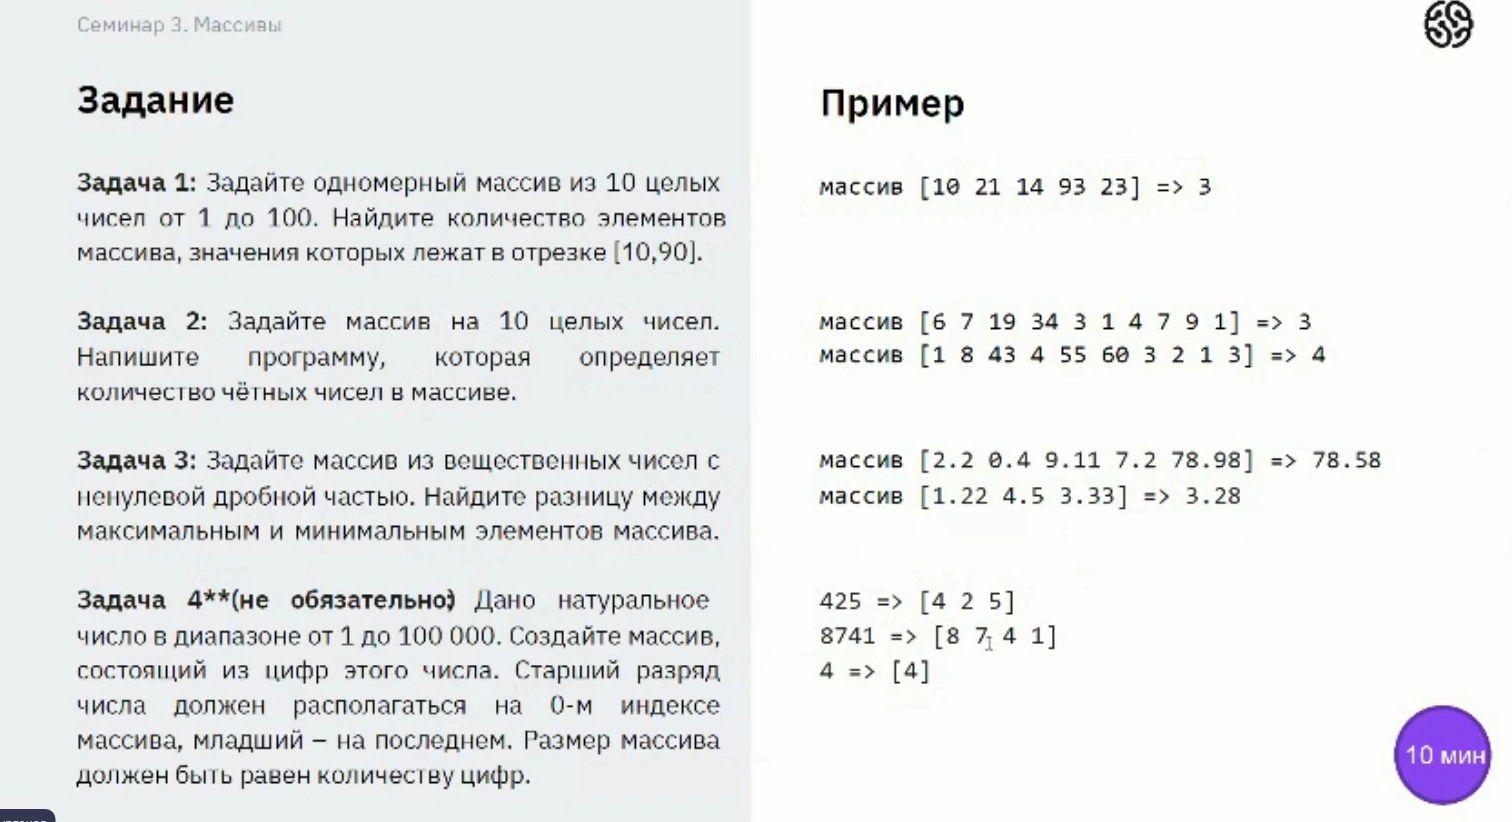 Семинар 3. Массивы
Задание
Задача 1: Задайте одномерный массив из 10 целых
чисел от 1 до 100. Найдите количество элементов
массива, значения которых лежат в отрезке [10,90].
Задача 2: Задайте массив на 10 целых чисел.
Напишите программу, которая определяет
количество чётных чисел в массиве.
Задача 3: Задайте массив из вещественных чисел с
ненулевой дробной частью. Найдите разницу между
максимальным и минимальным элементов массива.
Задача 4**(не обязательно) Дано натуральное
число в диапазоне от 1 до 100 000. Создайте массив,
состоящий из цифр этого числа. Старший разряд
числа должен располагаться на 0-м индексе
массива, младший – на последнем. Размер массива
должен быть равен количеству цифр.
Пример
массив [10 21 14 93 23] => 3
массив [6 7 19 34 3 1 4 7 9 1] => 3
массив [1 8 43 4 55 60 3 2 1 3] => 4
массив [2.2 0.4 9.11 7.2 78.98] => 78.58
массив [1.22 4.5 3.33] => 3.28
425 => [4 2 5]
8741 => [8 7 4 1]
4 => [4]
10 мин